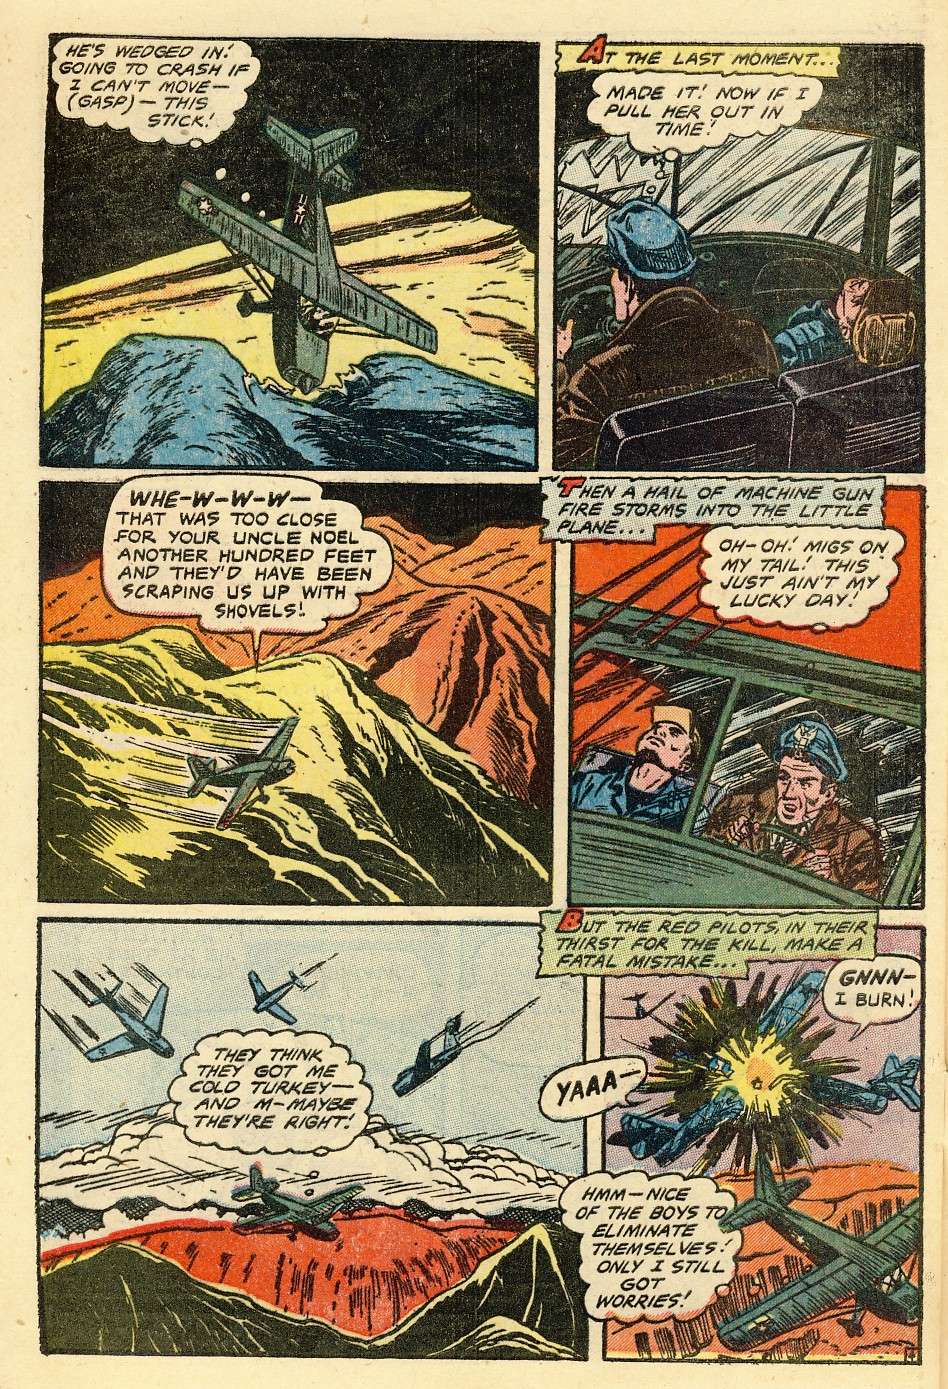 HE'S WEDGED IN!
GOING TO CRASH IF
I CAN'T MOVE—
(GASP)— THIS
STICK!
AT THE LAST MOMENT...
MADE IT! NOW IF I
PULL HER OUT IN
TIME!
WHE-W-W-W—
THAT WAS TOO CLOSE
FOR YOUR UNCLE NOEL
ANOTHER HUNDRED FEET
AND THEY'D HAVE BEEN
SCRAPING US UP WITH
SHOVELS!
THEN A HAIL OF MACHINE GUN
FIRE STORMS INTO THE LITTLE
PLANE...
OH-OH! MIGS ON
MY TAIL! THIS
JUST AIN'T MY
LUCKY DAY!
THEY THINK
THEY GOT ME
COLD TURKEY—
AND M-MAYBE
THEY'RE RIGHT!
BUT THE RED PILOTS, IN THEIR
THIRST FOR THE KILL, MAKE A
FATAL MISTAKE...
GNNN—
I BURN!
YAAA—
HMM—NICE
OF THE BOYS TO
ELIMINATE
THEMSELVES!
ONLY I STILL
GOT
WORRIES!
4